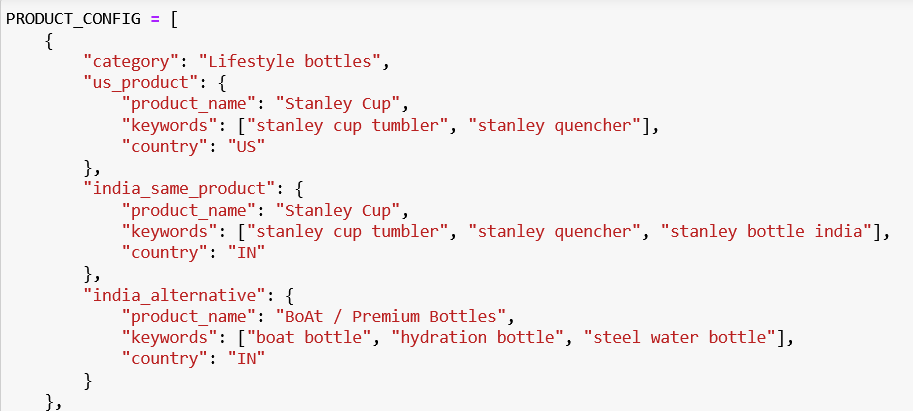 PRODUCT_CONFIG = [
    {
        "category": "Lifestyle bottles",
        "us_product": {
            "product_name": "Stanley Cup",
            "keywords": ["stanley cup tumbler", "stanley quencher"],
            "country": "US"
        },
        "india_same_product": {
            "product_name": "Stanley Cup",
            "keywords": ["stanley cup tumbler", "stanley quencher", "stanley bottle india"],
            "country": "IN"
        },
        "india_alternative": {
            "product_name": "BoAt / Premium Bottles",
            "keywords": ["boat bottle", "hydration bottle", "steel water bottle"],
            "country": "IN"
        }
    },